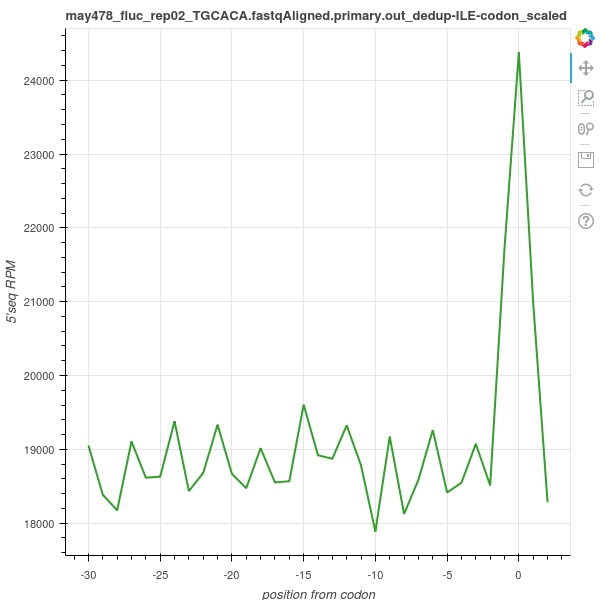 may478_fluc_rep02_TGCACA.fastqAligned.primary.out_dedup-ILE-codon_scaled
24000
23000
22000
21000
20000
19000
18000
5'seq RPM
-30 -25 -20 -15 -10 -5 0
position from codon
?